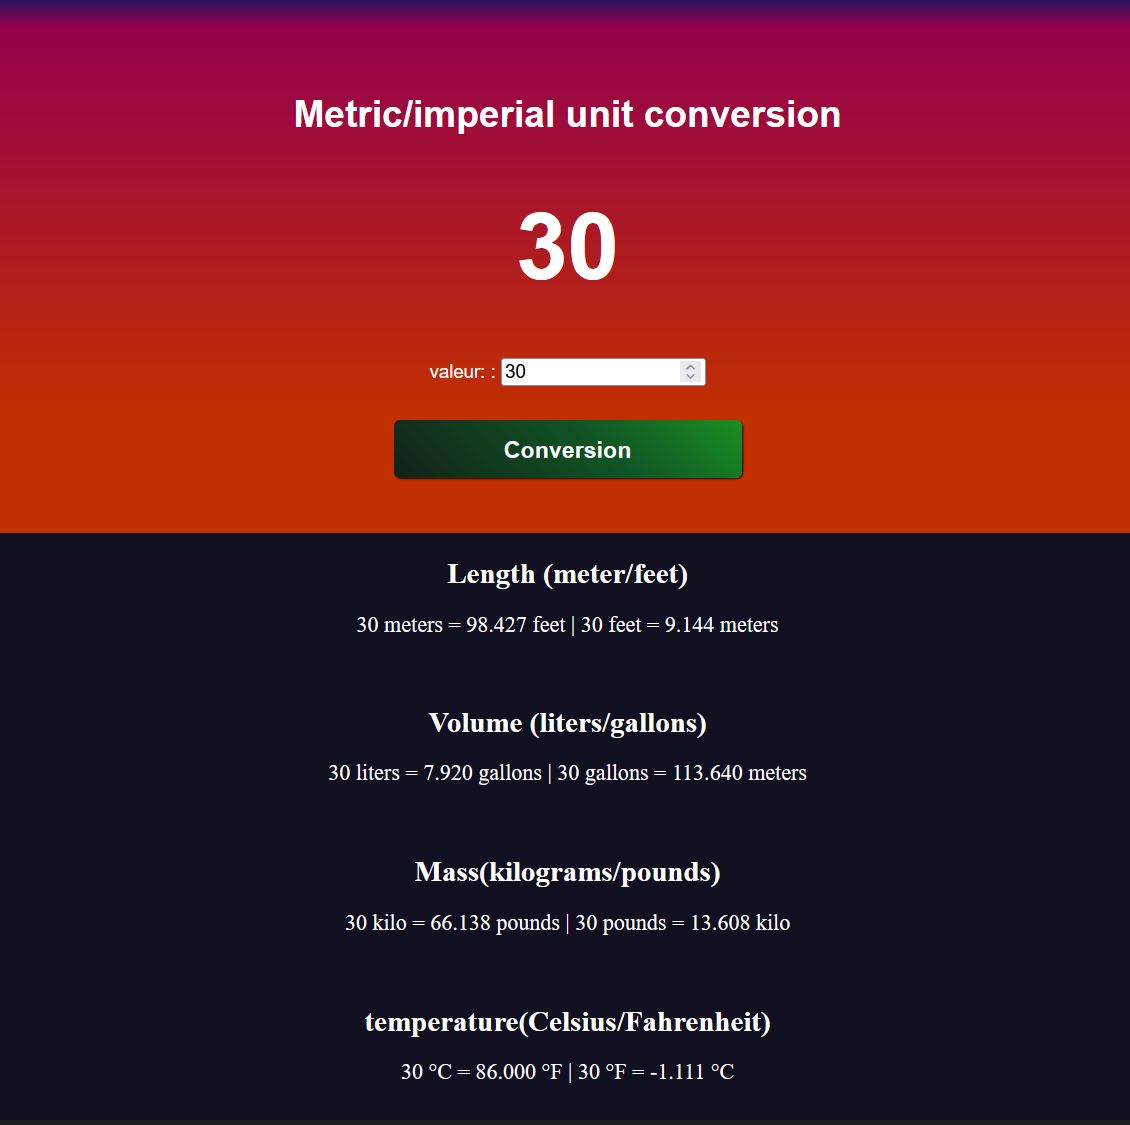 Metric/imperial unit conversion
30
valeur: : 30
Conversion
Length (meter/feet)
30 meters = 98.427 feet | 30 feet = 9.144 meters
Volume (liters/gallons)
30 liters = 7.920 gallons | 30 gallons = 113.640 meters
Mass(kilograms/pounds)
30 kilo = 66.138 pounds | 30 pounds = 13.608 kilo
temperature(Celsius/Fahrenheit)
30 °C = 86.000 °F | 30 °F = -1.111 °C